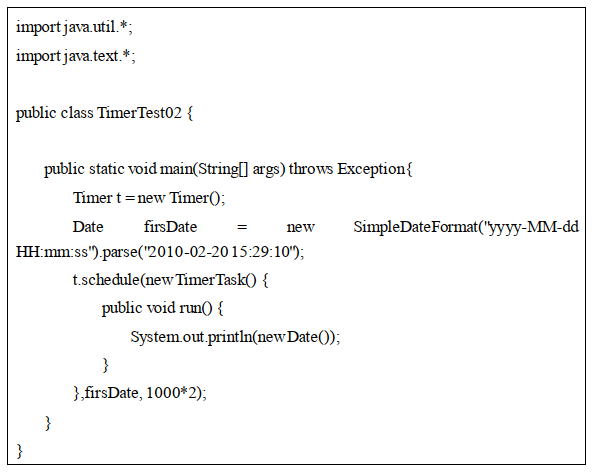 import java.util.*;
import java.text.*;
public class TimerTest02 {
public static void main(String[] args) throws Exception{
Timer t = new Timer();
Date firsDate = new SimpleDateFormat("yyyy-MM-dd
HH:mm:ss").parse("2010-02-20 15:29:10");
t.schedule(new TimerTask() {
public void run() {
System.out.println(new Date());
}
},firsDate, 1000*2);
}
}